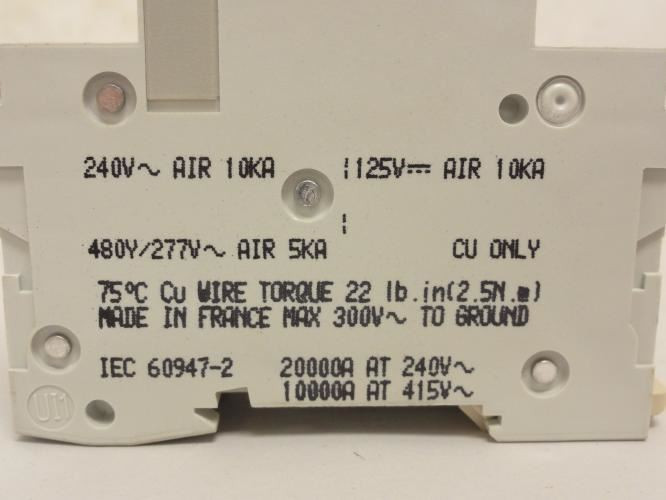 240V~ AIR 10KA
125V⎓ AIR 10KA
480Y/277V~ AIR 5KA
CU ONLY
75°C Cu WIRE TORQUE 22 lb.in(2.5N.m)
MADE IN FRANCE MAX 300V~ TO GROUND
IEC 60947-2
20000A AT 240V~
10000A AT 415V~
UI1